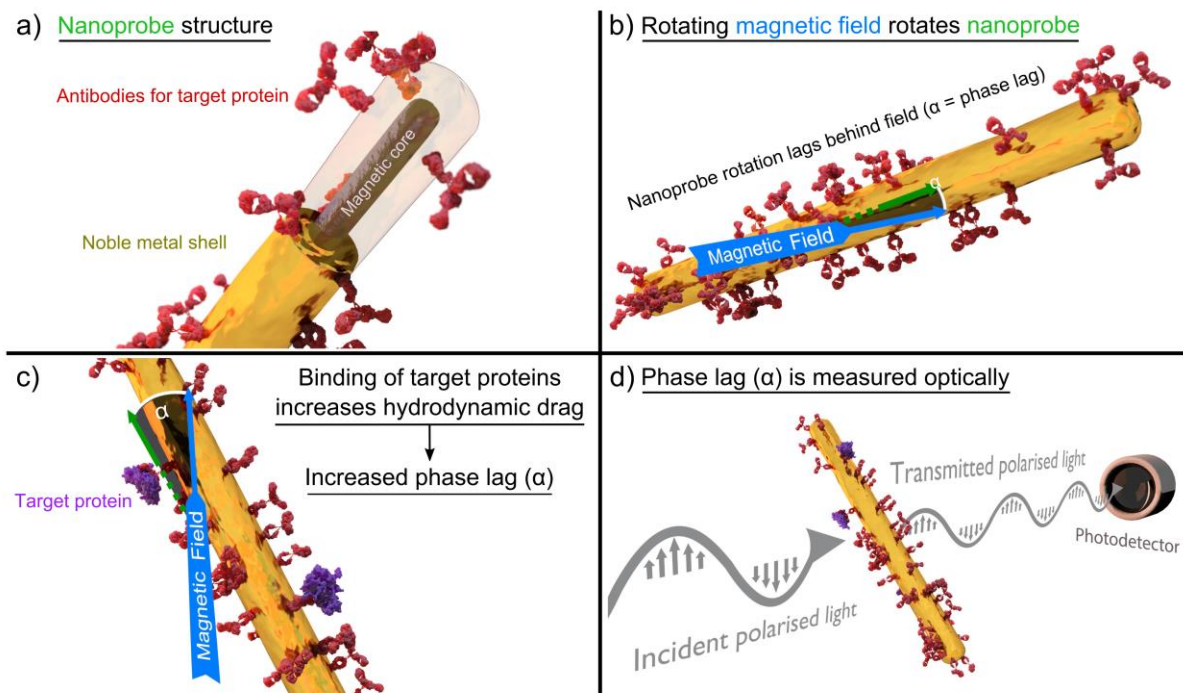 a) Nanoprobe structure
Antibodies for target protein
Magnetic core
Noble metal shell
b) Rotating magnetic field rotates nanoprobe
Nanoprobe rotation lags behind field (α = phase lag)
α
Magnetic Field
c) Binding of target proteins
increases hydrodynamic drag
Increased phase lag (α)
α
Target protein
Magnetic Field
d) Phase lag (α) is measured optically
Transmitted polarised light
Photodetector
Incident polarised light